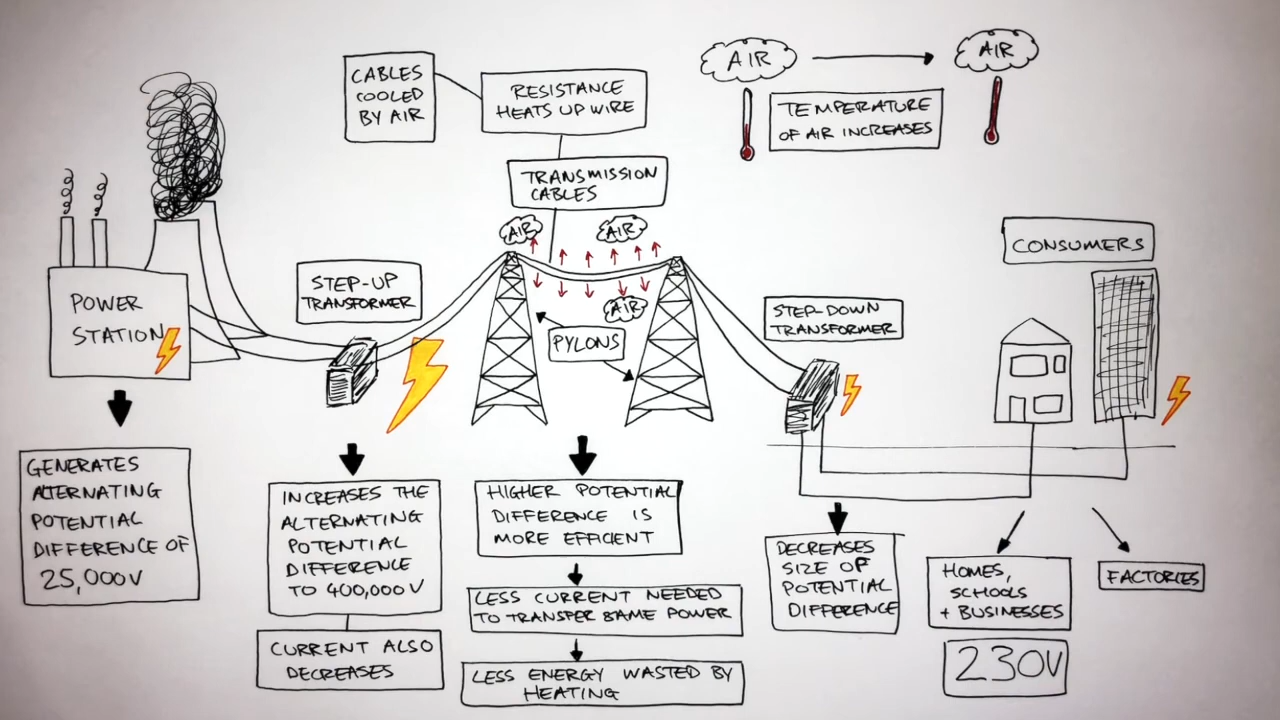 CABLES
COOLED
BY AIR
RESISTANCE
HEATS UP WIRE
AIR
AIR
TEMPERATURE
OF AIR INCREASES
TRANSMISSION
CABLES
AIR
AIR
AIR
CONSUMERS
POWER
STATION
STEP-UP
TRANSFORMER
PYLONS
STEP-DOWN
TRANSFORMER
GENERATES
ALTERNATING
POTENTIAL
DIFFERENCE OF
25,000V
INCREASES THE
ALTERNATING
POTENTIAL
DIFFERENCE
TO 400,000V
CURRENT ALSO
DECREASES
HIGHER POTENTIAL
DIFFERENCE IS
MORE EFFICIENT
LESS CURRENT NEEDED
TO TRANSFER SAME POWER
LESS ENERGY WASTED BY
HEATING
DECREASES
SIZE OF
POTENTIAL
DIFFERENCE
HOMES,
SCHOOLS
+ BUSINESSES
230V
FACTORIES